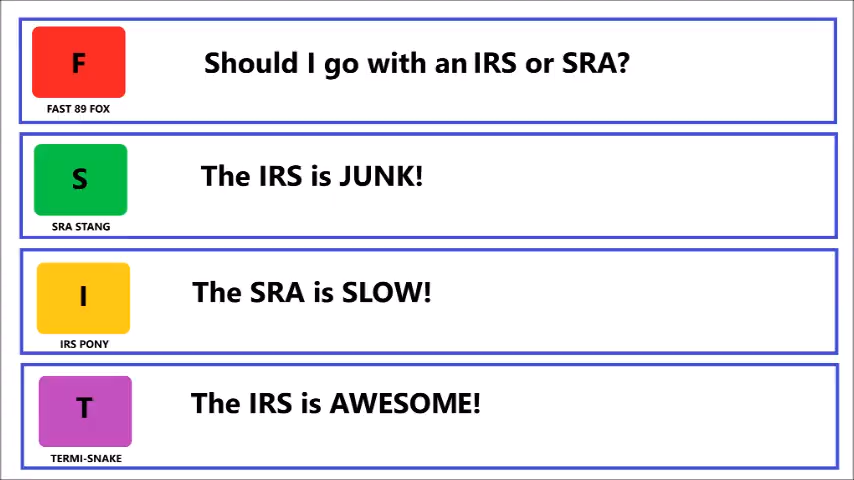 F
Should I go with an IRS or SRA?
FAST 89 FOX
S
The IRS is JUNK!
SRA STANG
I
The SRA is SLOW!
IRS PONY
T
The IRS is AWESOME!
TERMI-SNAKE